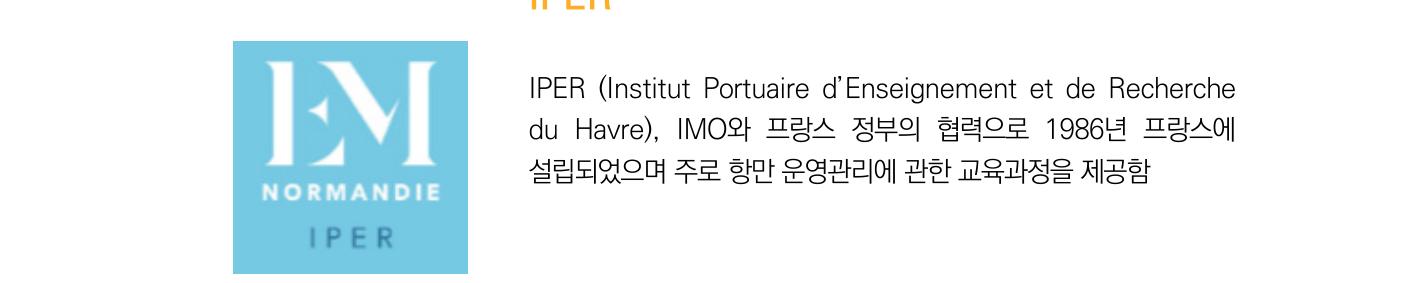 IPER
EM
NORMANDIE
IPER
IPER (Institut Portuaire d’Enseignement et de Recherche
du Havre), IMO와 프랑스 정부의 협력으로 1986년 프랑스에
설립되었으며 주로 항만 운영관리에 관한 교육과정을 제공함